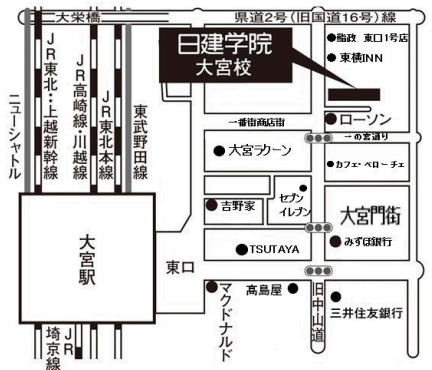 大栄橋
県道2号(旧国道16号)線
日建学院
大宮校
鮨政 東口1号店
東横INN
ローソン
一の宮通り
一番街商店街
大宮ラクーン
カフェ・ベローチェ
吉野家
セブン
イレブン
大宮門街
みずほ銀行
TSUTAYA
高島屋
マクドナルド
旧中山道
三井住友銀行
東口
大宮駅
ニューシャトル
JR東北・上越新幹線
JR高崎線・川越線
JR東北本線
東武野田線
JR
埼京線